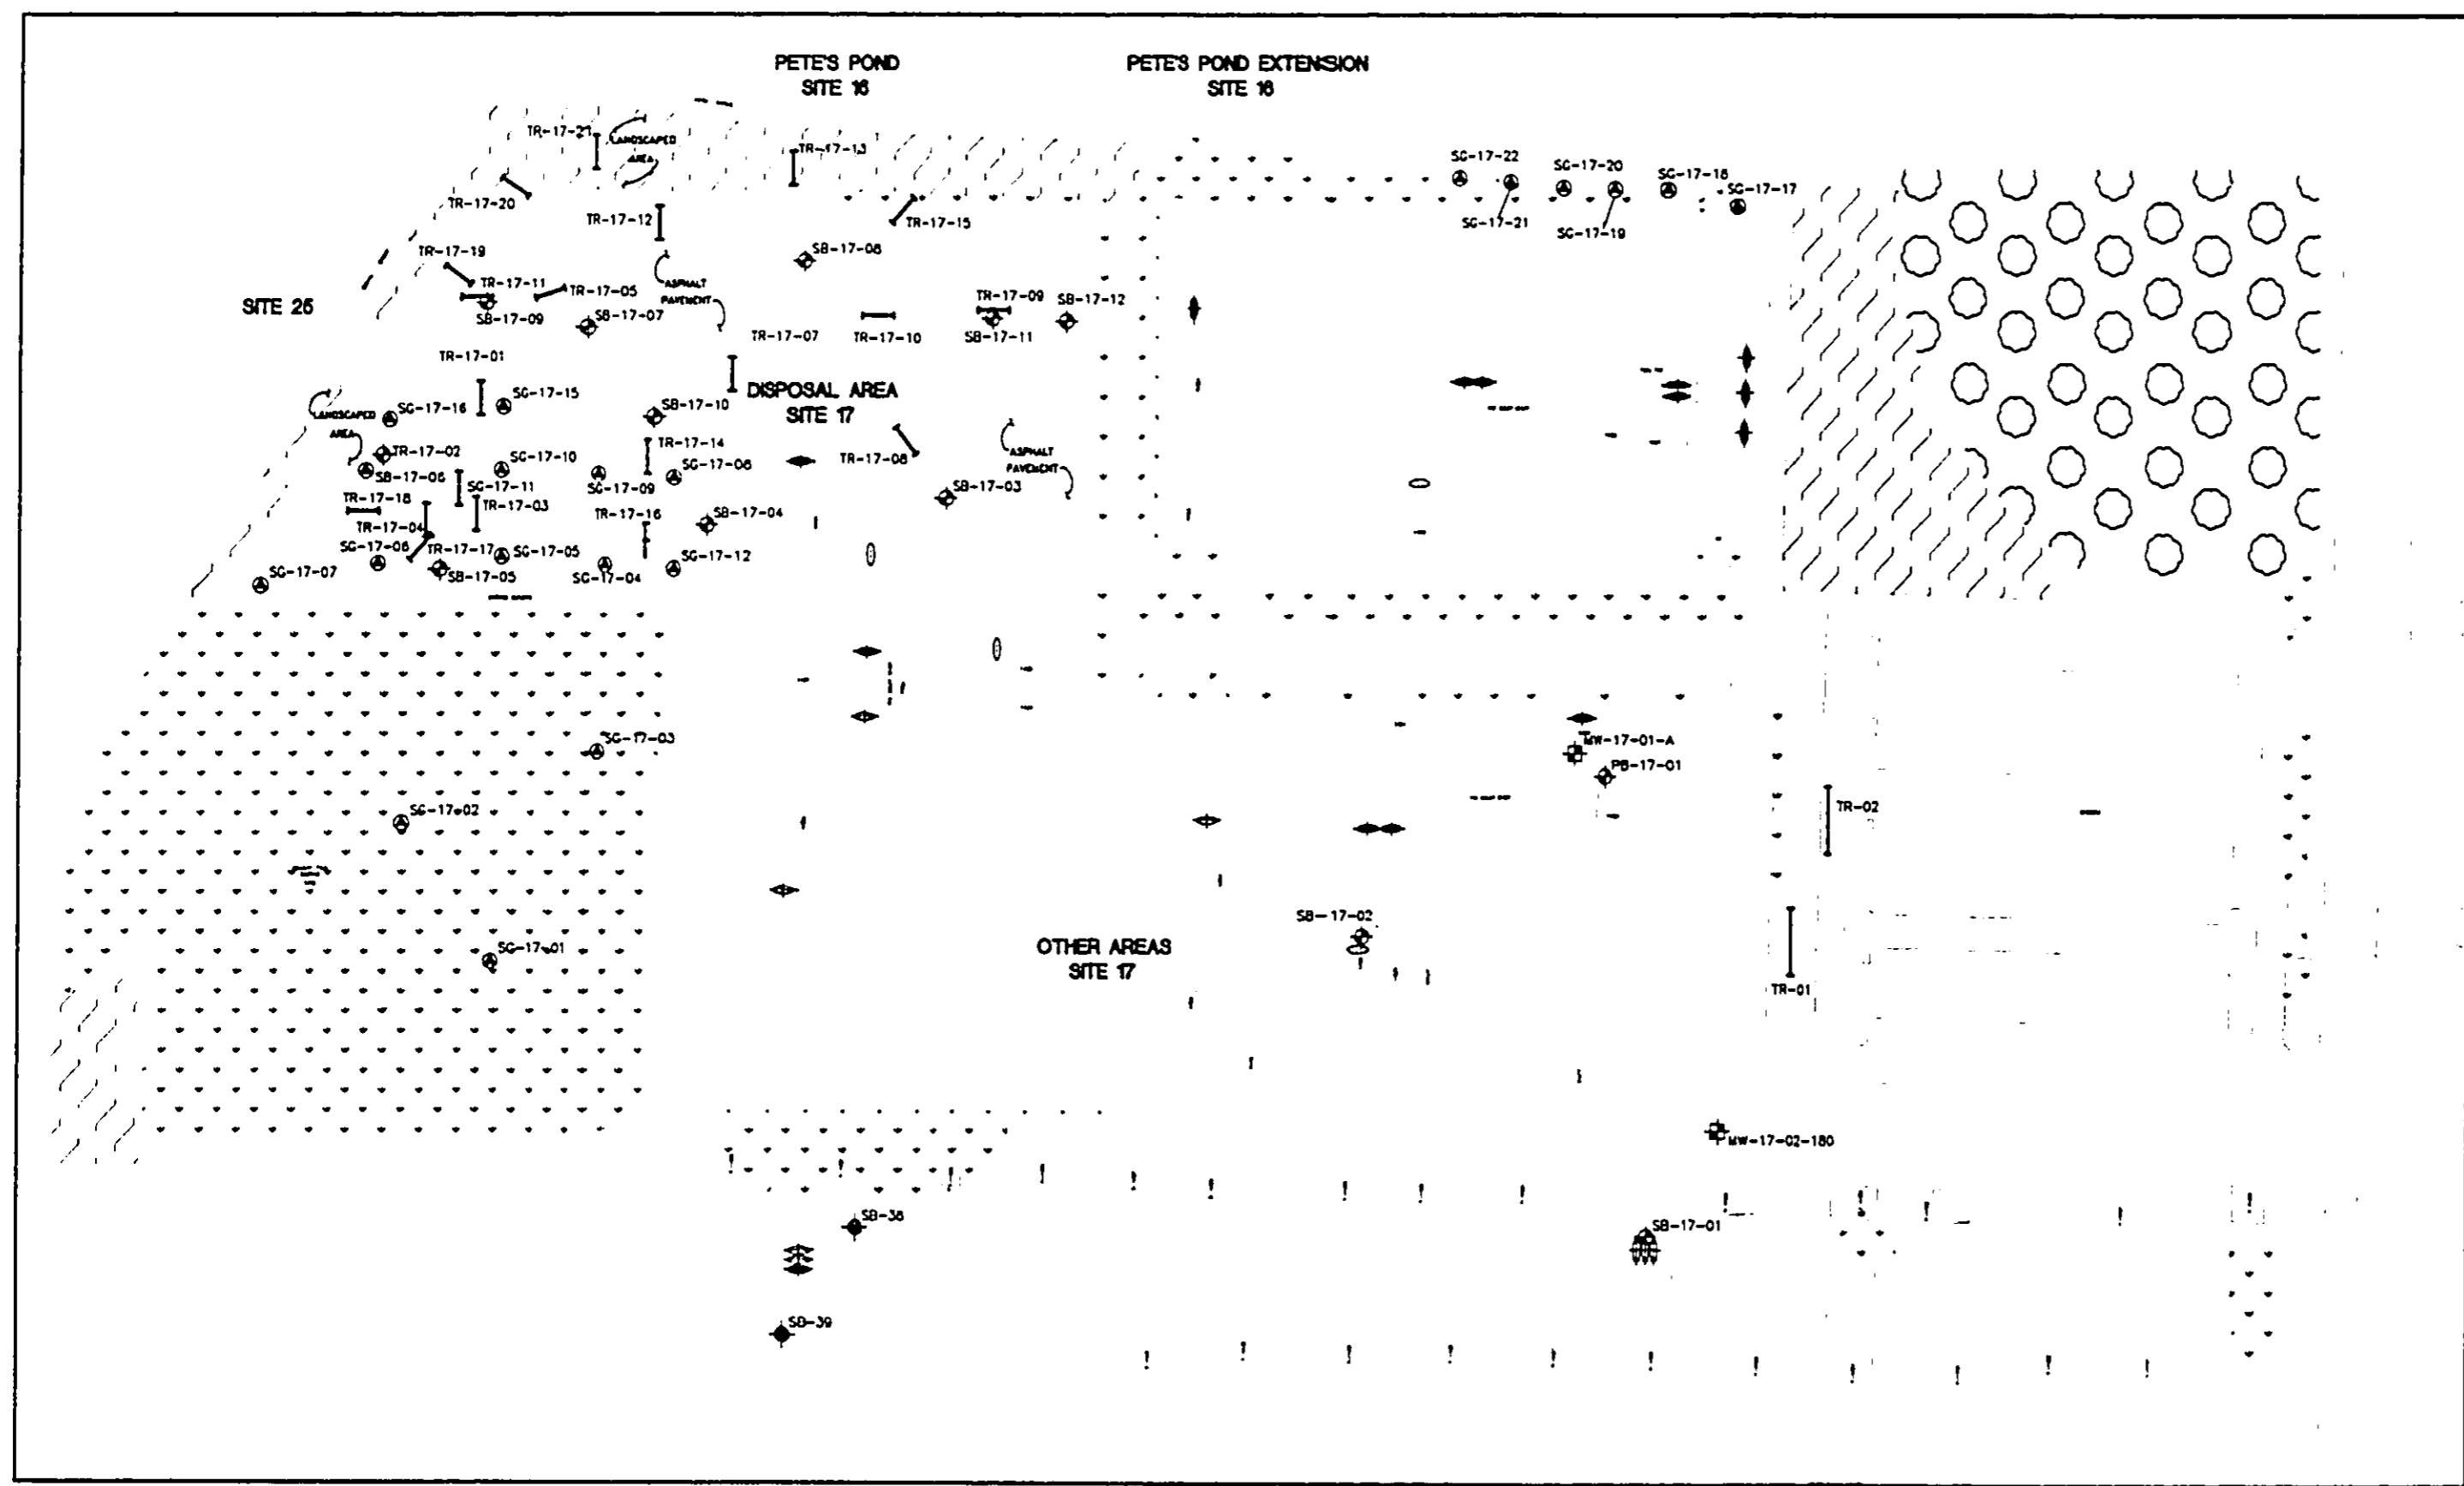 PETE'S POND
SITE 16
PETE'S POND EXTENSION
SITE 16
TR-17-21
LANDSCAPED
AREA
TR-17-13
SG-17-22
SG-17-20
SG-17-18
SG-17-17
TR-17-20
TR-17-12
TR-17-15
SG-17-21
SG-17-19
TR-17-19
SB-17-08
TR-17-11
TR-17-05
ASPHALT
PAVEMENT
SITE 25
SB-17-09
SB-17-07
TR-17-09
SB-17-12
TR-17-07
TR-17-10
SB-17-11
TR-17-01
DISPOSAL AREA
SITE 17
SG-17-15
LANDSCAPED
AREA
SG-17-16
SB-17-10
TR-17-02
TR-17-14
SG-17-10
SG-17-08
TR-17-08
ASPHALT
PAVEMENT
SB-17-06
SG-17-11
SG-17-09
TR-17-18
TR-17-03
TR-17-16
SB-17-03
TR-17-04
SB-17-04
SG-17-06
TR-17-17
SG-17-05
SG-17-07
SB-17-05
SG-17-04
SG-17-12
SG-17-03
MW-17-01-A
PB-17-01
SG-17-02
TR-02
SB-17-02
SG-17-01
OTHER AREAS
SITE 17
TR-01
MW-17-02-180
SB-38
SB-17-01
SB-39